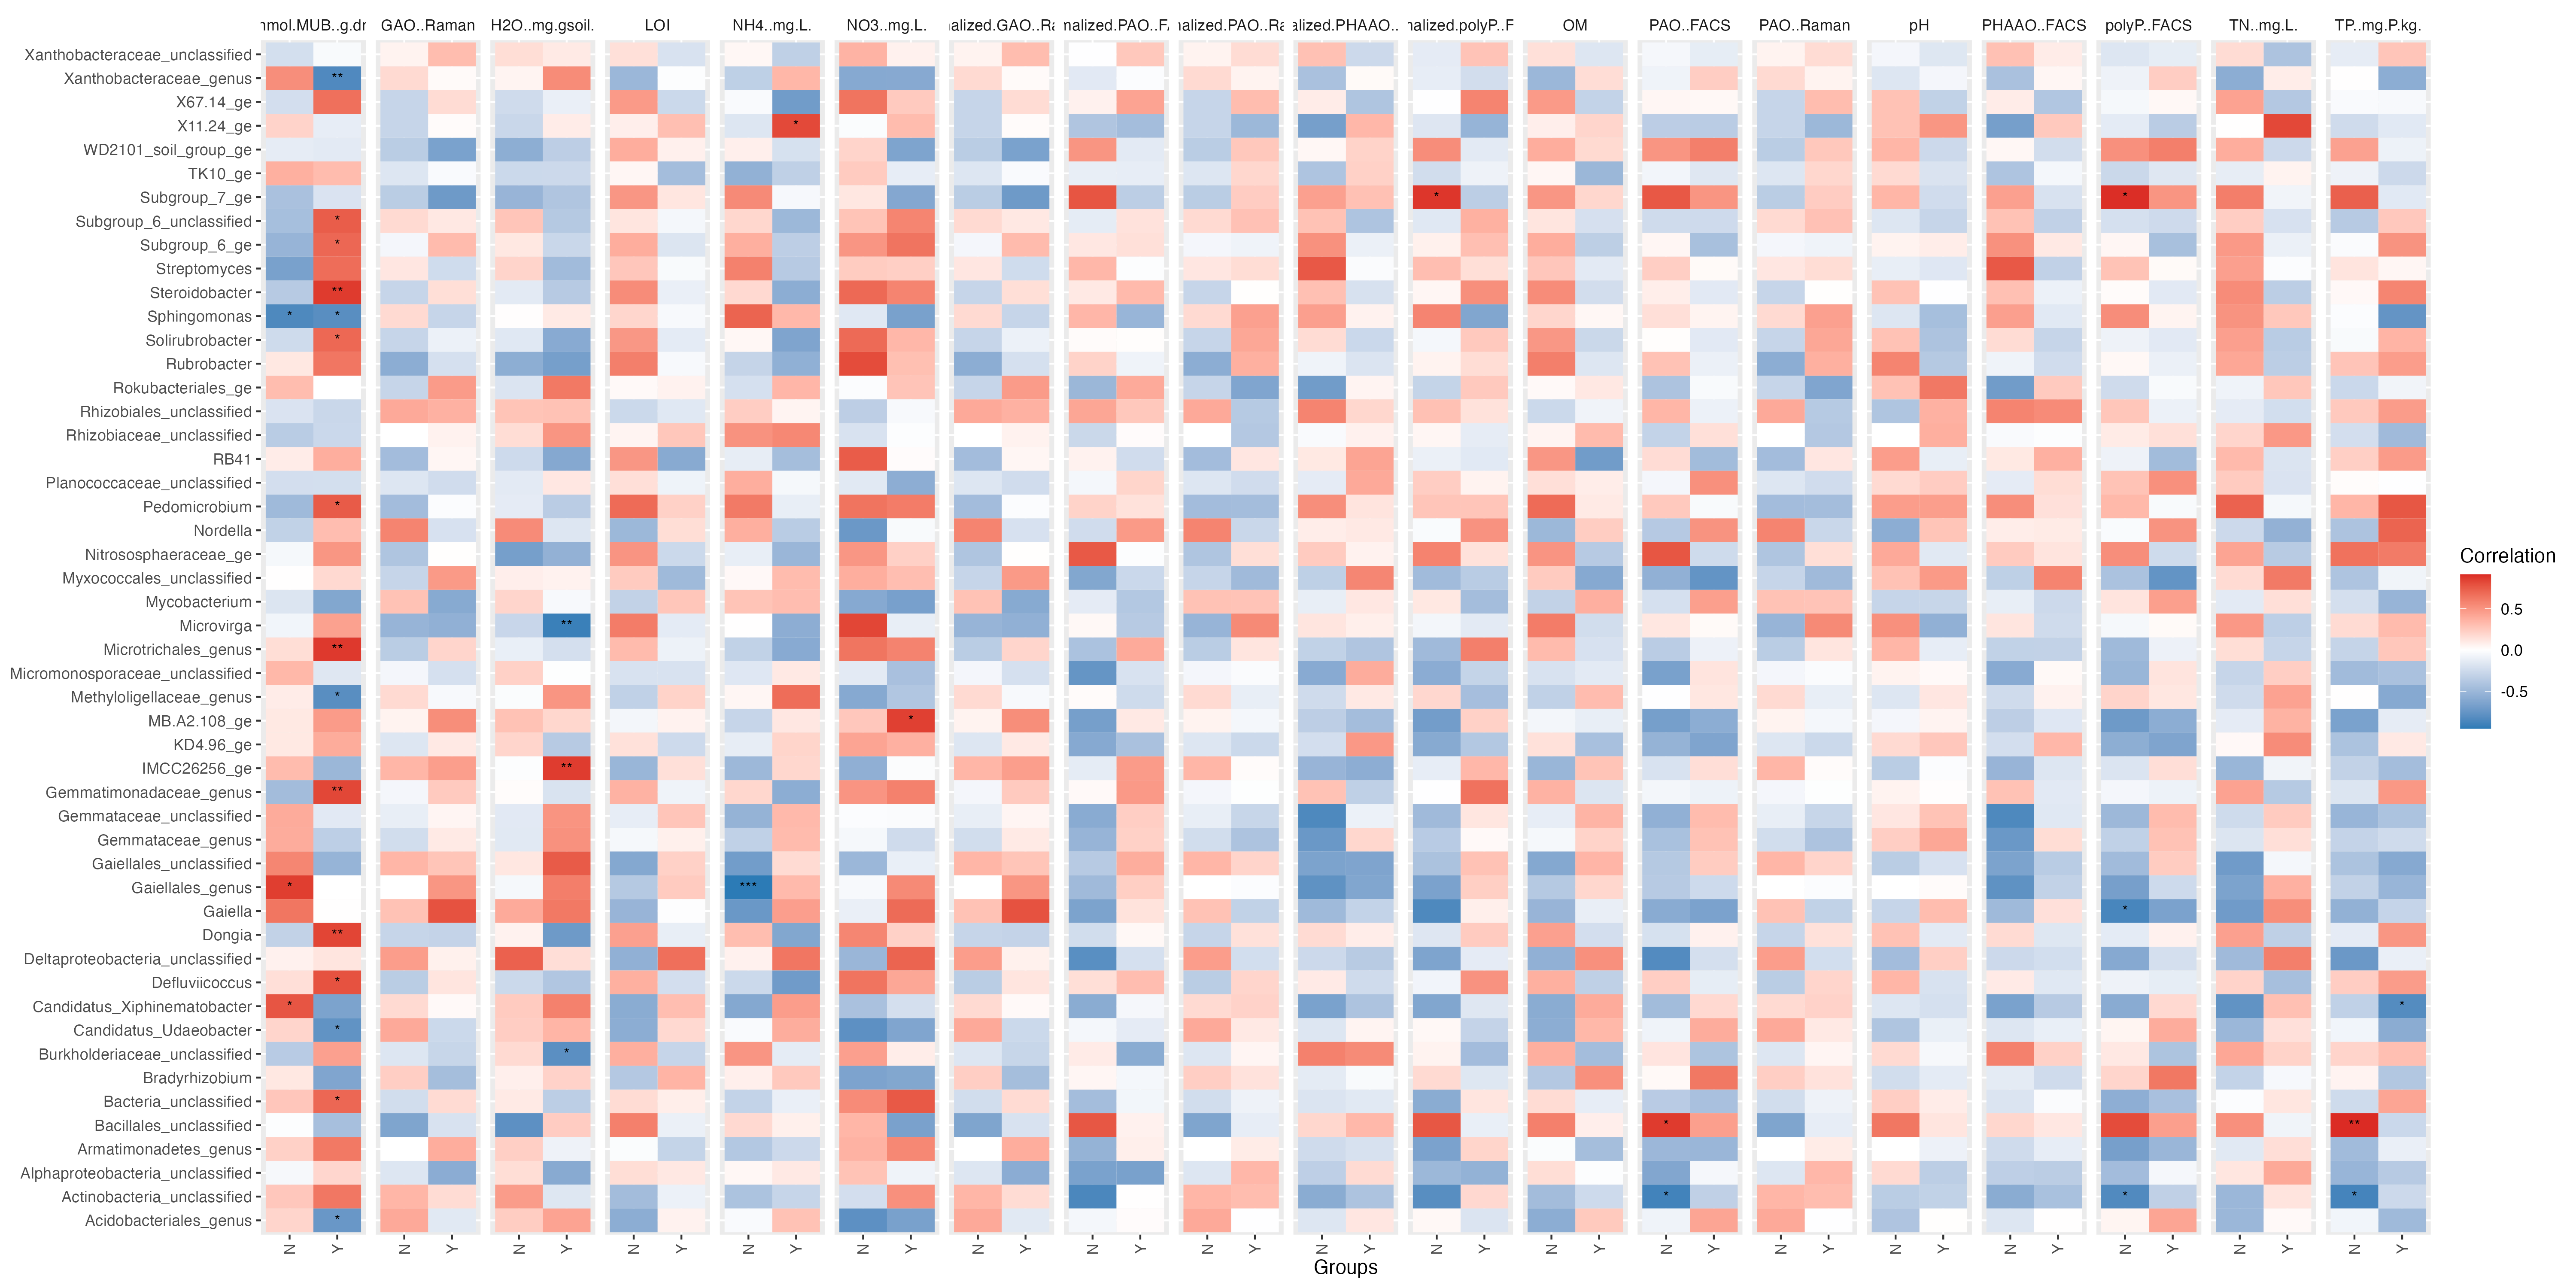 nmol.MUB..g.dr GAO..Raman H2O..mg.gsoil. LOI NH4..mg.L. NO3..mg.L. nalized.GAO..Ra nalized.PAO..FA nalized.PAO..Ra alized.PHAAO.. nalized.polyP..F OM PAO..FACS PAO..Raman pH PHAAO..FACS polyP..FACS TN..mg.L. TP..mg.P.kg.
Xanthobacteraceae_unclassified
Xanthobacteraceae_genus **
X67.14_ge
X11.24_ge *
WD2101_soil_group_ge
TK10_ge
Subgroup_7_ge * *
Subgroup_6_unclassified *
Subgroup_6_ge *
Streptomyces
Steroidobacter **
Sphingomonas * *
Solirubrobacter *
Rubrobacter
Rokubacteriales_ge
Rhizobiales_unclassified
Rhizobiaceae_unclassified
RB41
Planococcaceae_unclassified
Pedomicrobium *
Nordella
Nitrososphaeraceae_ge
Myxococcales_unclassified
Mycobacterium
Microvirga **
Microtrichales_genus **
Micromonosporaceae_unclassified
Methyloligellaceae_genus *
MB.A2.108_ge *
KD4.96_ge
IMCC26256_ge **
Gemmatimonadaceae_genus **
Gemmataceae_unclassified
Gemmataceae_genus
Gaiellales_unclassified
Gaiellales_genus * ***
Gaiella *
Dongia **
Deltaproteobacteria_unclassified
Defluviicoccus *
Candidatus_Xiphinematobacter * *
Candidatus_Udaeobacter *
Burkholderiaceae_unclassified *
Bradyrhizobium
Bacteria_unclassified *
Bacillales_unclassified * **
Armatimonadetes_genus
Alphaproteobacteria_unclassified
Actinobacteria_unclassified * * *
Acidobacteriales_genus *
N Y N Y N Y N Y N Y N Y N Y N Y N Y N Y N Y N Y N Y N Y N Y N Y N Y N Y N Y
Groups
Correlation
0.5
0.0
-0.5